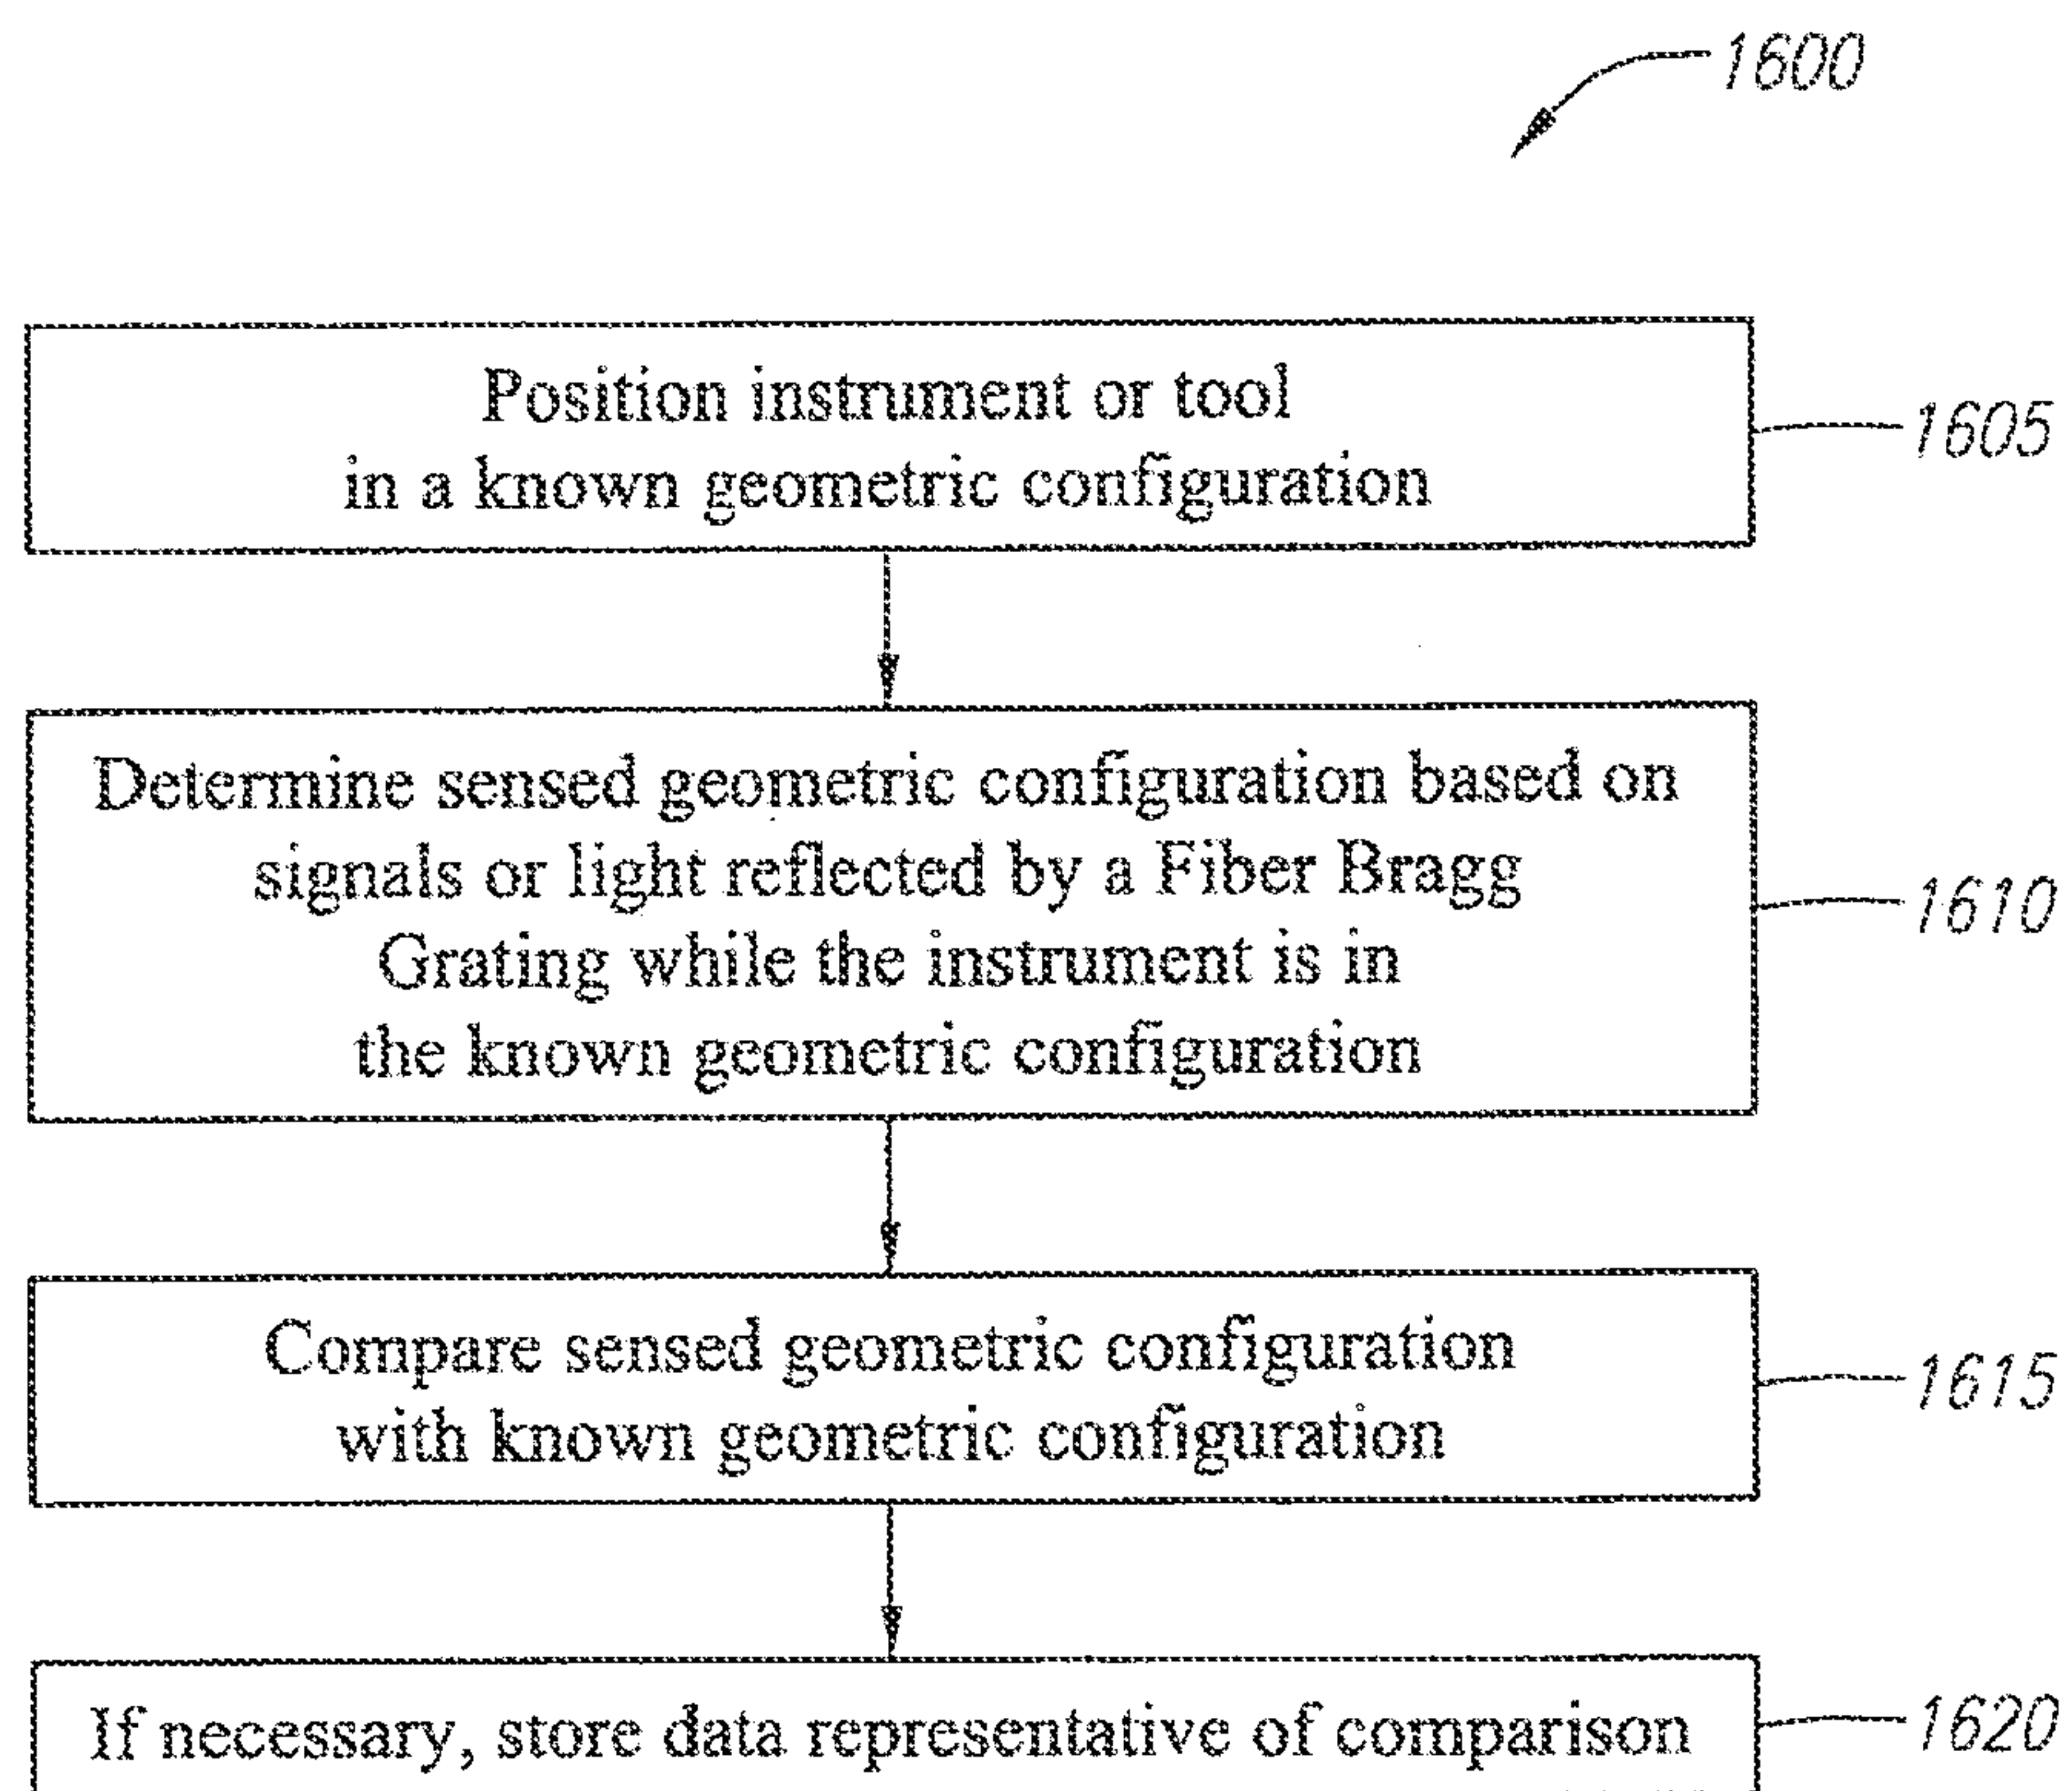 1600
Position instrument or tool
in a known geometric configuration
1605
Determine sensed geometric configuration based on
signals or light reflected by a Fiber Bragg
Grating while the instrument is in
the known geometric configuration
1610
Compare sensed geometric configuration
with known geometric configuration
1615
If necessary, store data representative of comparison
1620